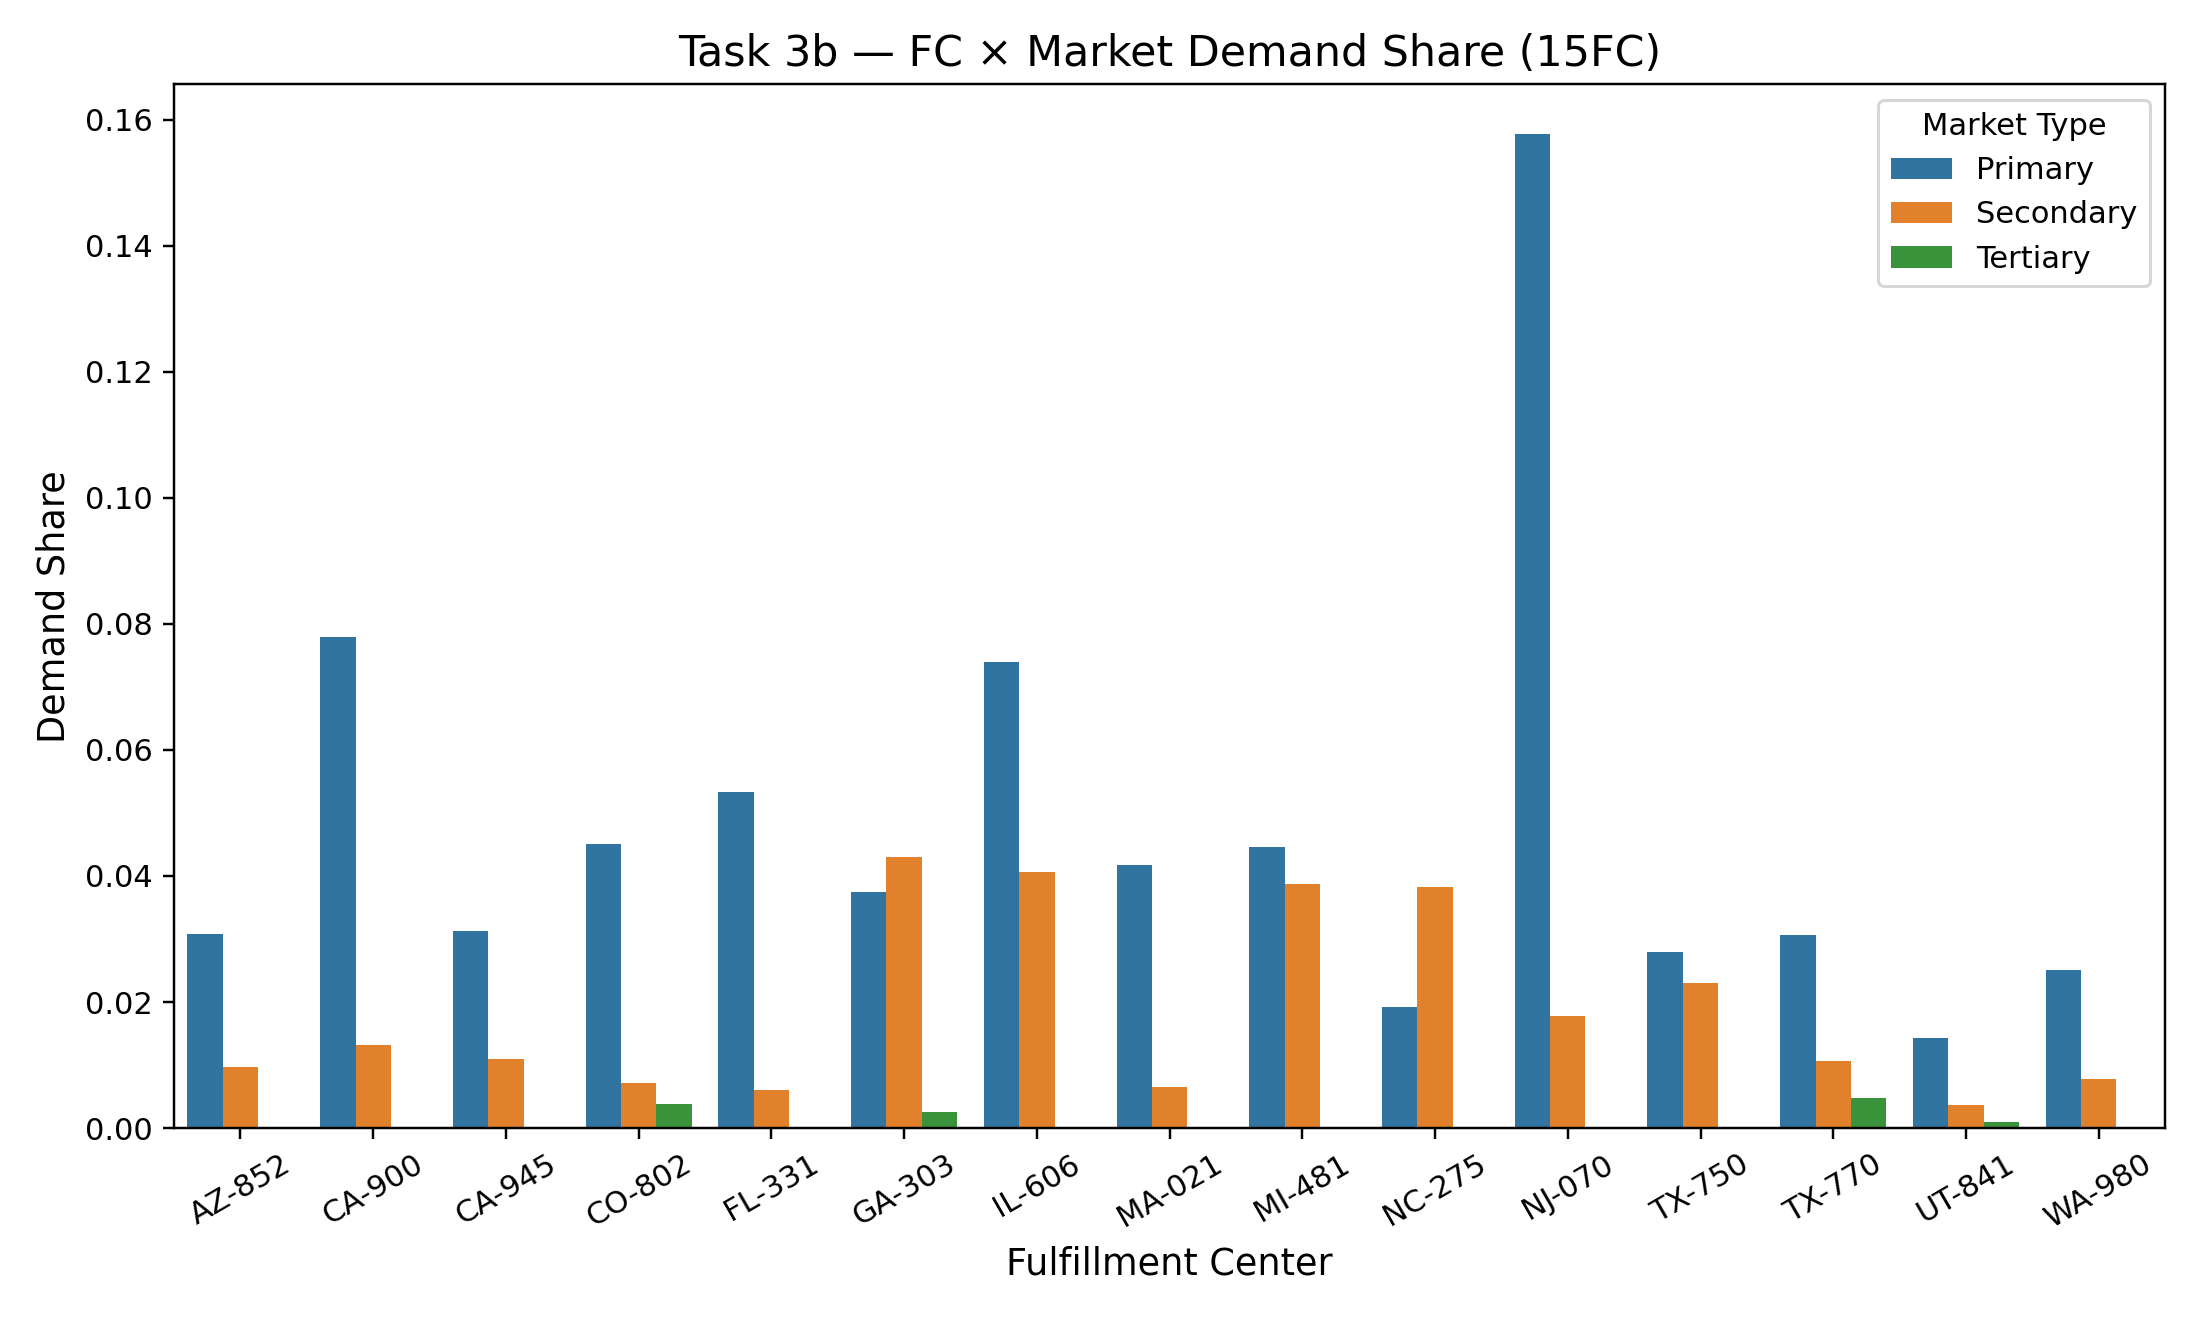 Task 3b — FC × Market Demand Share (15FC)
Market Type
Primary
Secondary
Tertiary
Demand Share
0.16
0.14
0.12
0.10
0.08
0.06
0.04
0.02
0.00
AZ-852
CA-900
CA-945
CO-802
FL-331
GA-303
IL-606
MA-021
MI-481
NC-275
NJ-070
TX-750
TX-770
UT-841
WA-980
Fulfillment Center